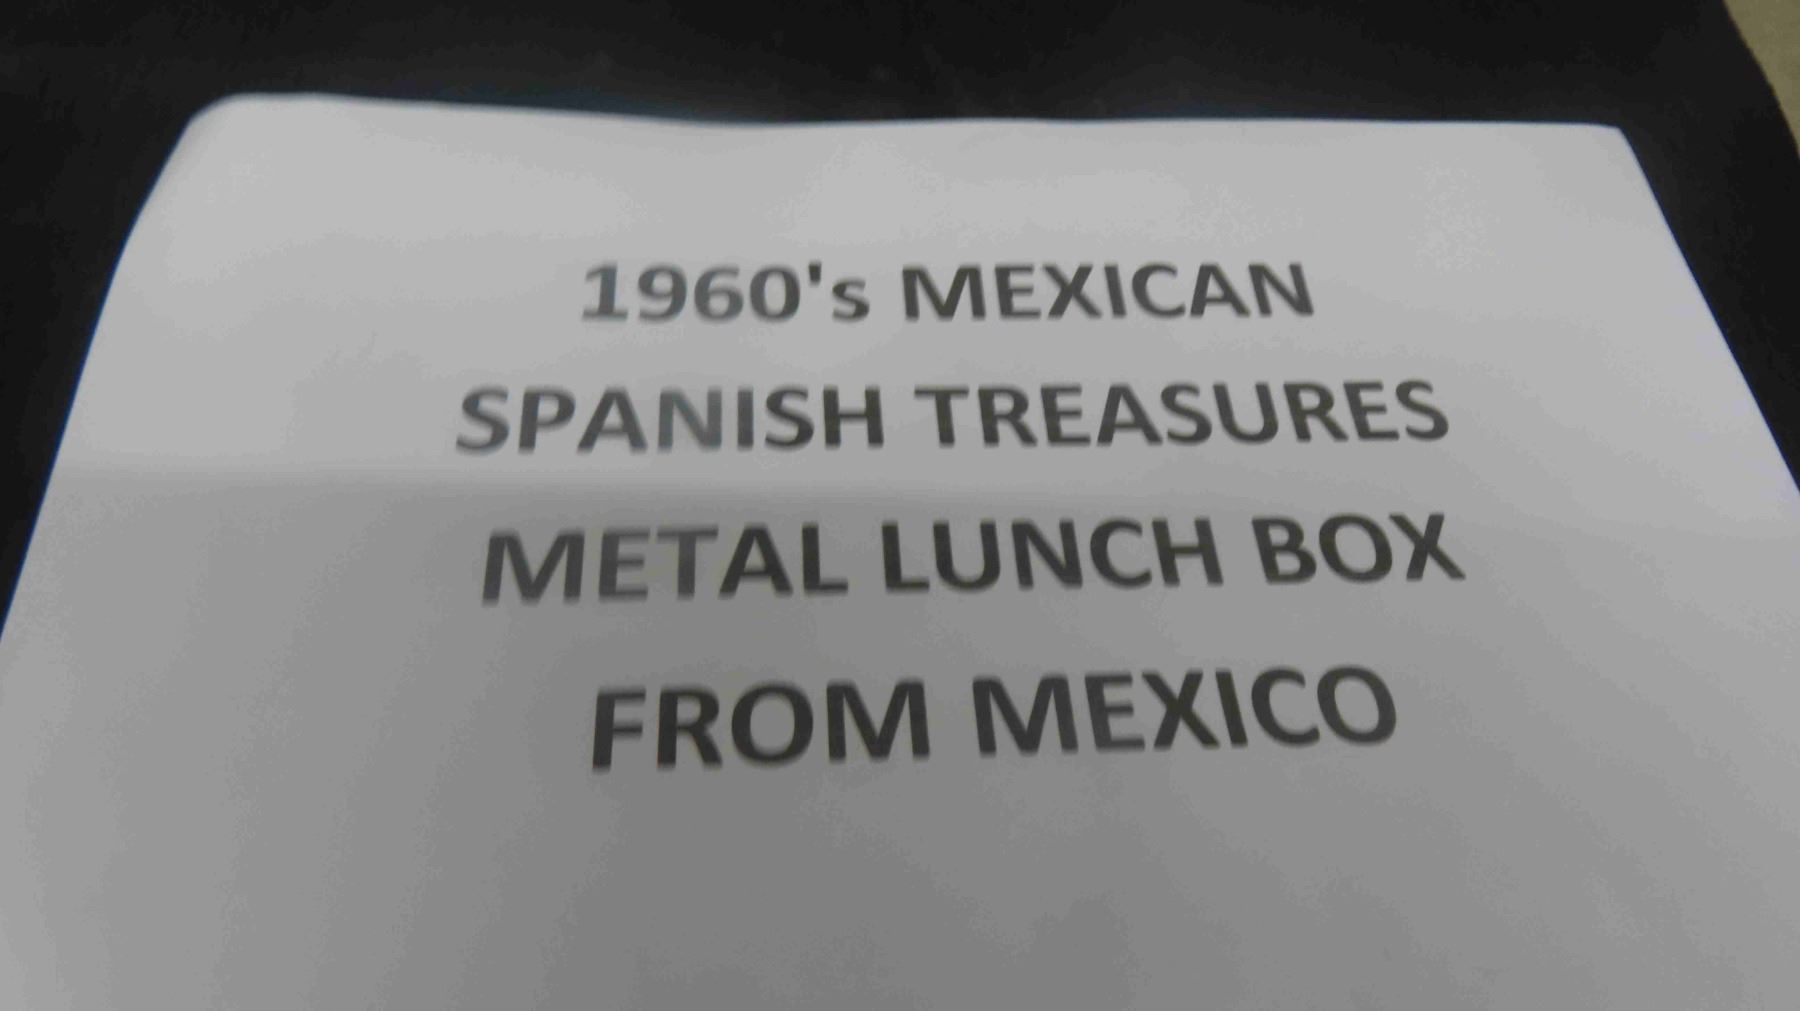 1960's MEXICAN
SPANISH TREASURES
METAL LUNCH BOX
FROM MEXICO